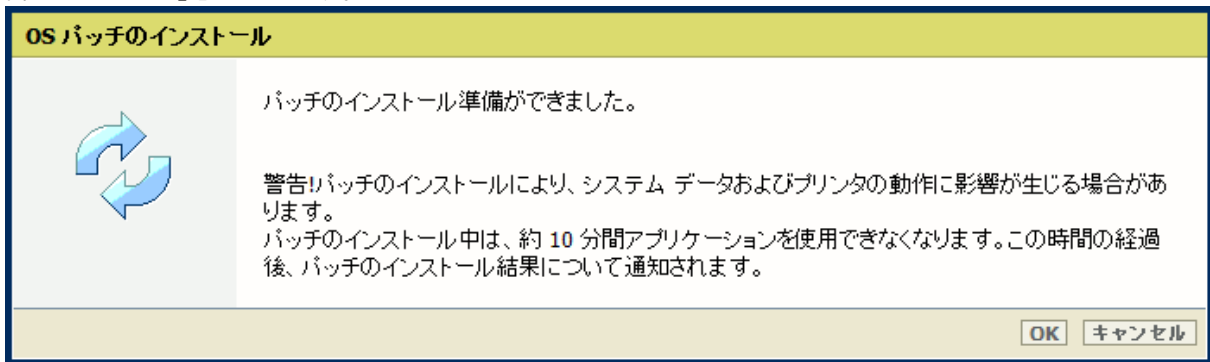 OS パッチのインストール
パッチのインストール準備ができました。
警告!パッチのインストールにより、システム データおよびプリンタの動作に影響が生じる場合があ
ります。
パッチのインストール中は、約 10 分間アプリケーションを使用できなくなります。この時間の経過
後、パッチのインストール結果について通知されます。
OK キャンセル